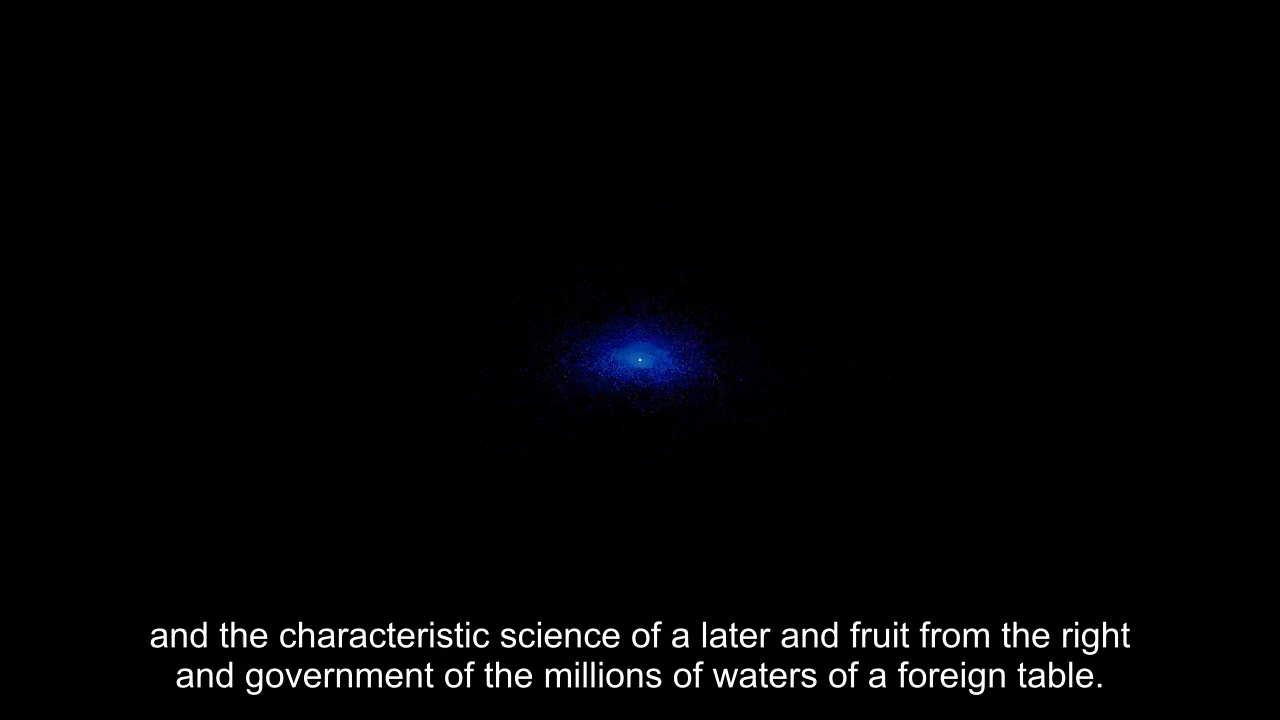 and the characteristic science of a later and fruit from the right
and government of the millions of waters of a foreign table.